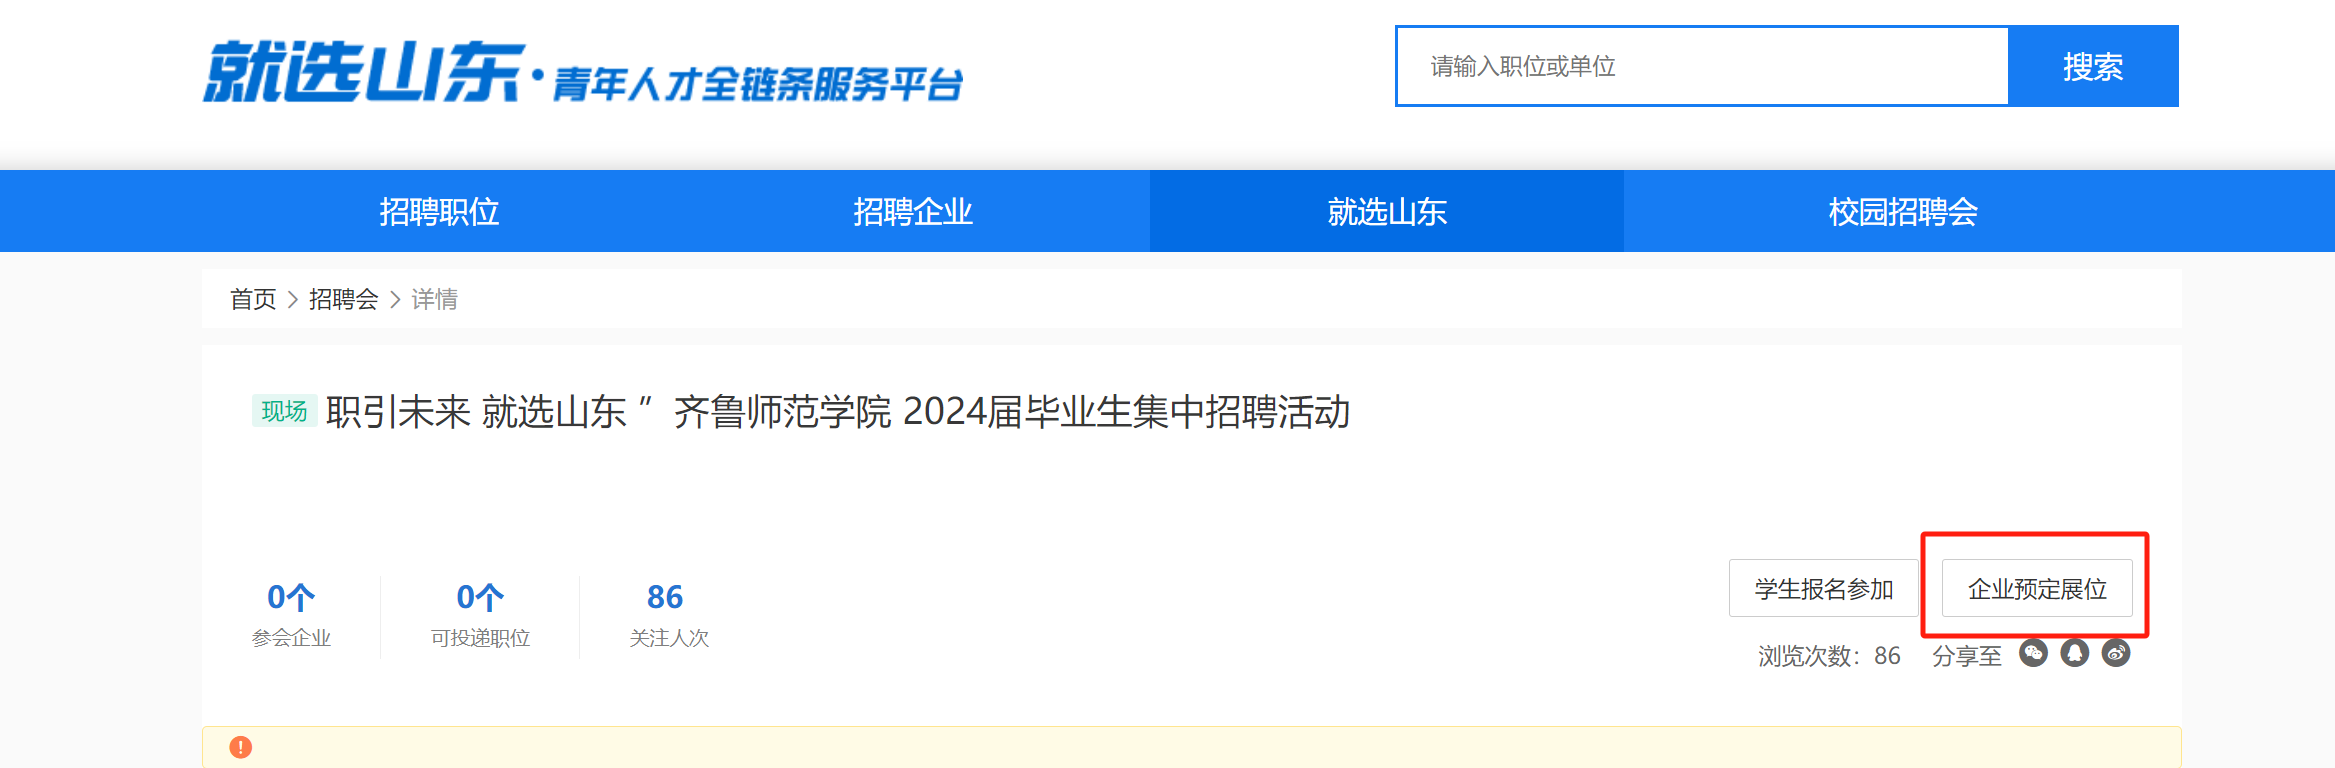 就选山东·青年人才全链条服务平台
请输入职位或单位
搜索
招聘职位
招聘企业
就选山东
校园招聘会
首页 > 招聘会 > 详情
现场 职引未来 就选山东 ” 齐鲁师范学院 2024届毕业生集中招聘活动
0个
参会企业
0个
可投递职位
86
关注人次
学生报名参加
企业预定展位
浏览次数：86
分享至